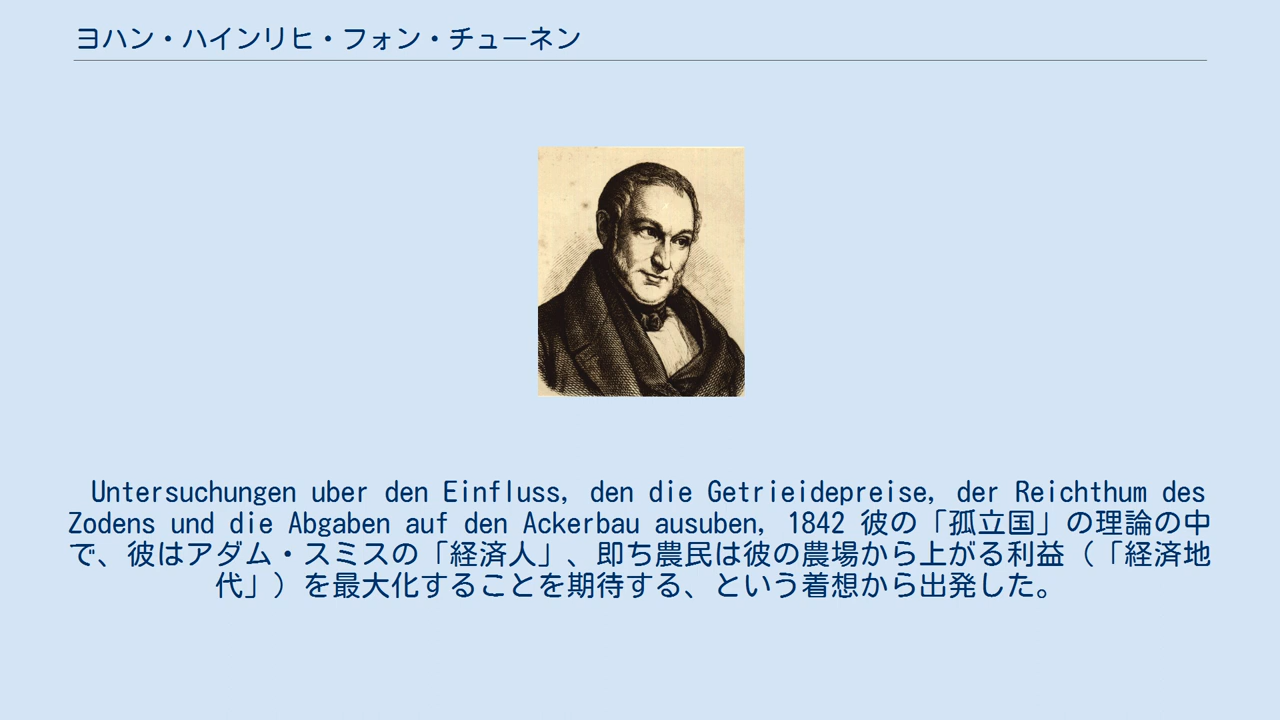 ヨハン・ハインリヒ・フォン・チューネン
Untersuchungen uber den Einfluss, den die Getrieidepreise, der Reichthum des
Zodens und die Abgaben auf den Ackerbau ausuben, 1842 彼の「孤立国」の理論の中
で、彼はアダム・スミスの「経済人」、即ち農民は彼の農場から上がる利益（「経済地
代」）を最大化することを期待する、という着想から出発した。